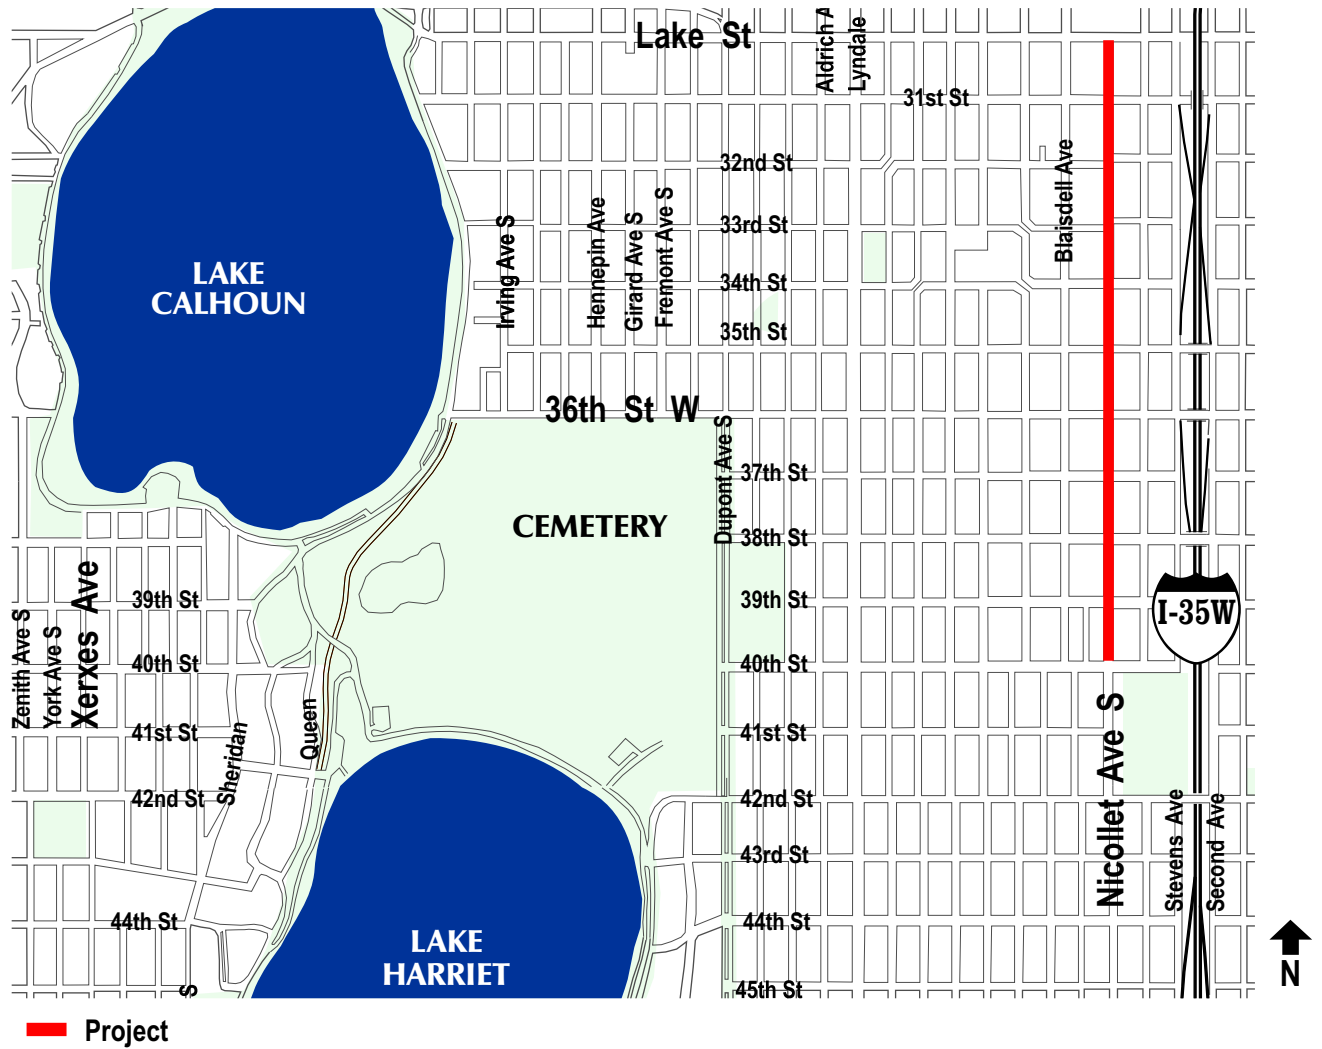 Lake St
Aldrich A
Lyndale
31st St
32nd St
Blaisdell Ave
33rd St
Irving Ave S
Hennepin Ave
Girard Ave S
Fremont Ave S
LAKE
CALHOUN
34th St
35th St
36th St W
Dupont Ave S
37th St
CEMETERY
38th St
Zenith Ave S
York Ave S
Xerxes Ave
39th St
39th St
I-35W
40th St
40th St
Sheridan
Queen
41st St
41st St
Nicollet Ave S
42nd St
42nd St
Stevens Ave
Second Ave
43rd St
44th St
44th St
LAKE
HARRIET
S
45th St
N
Project